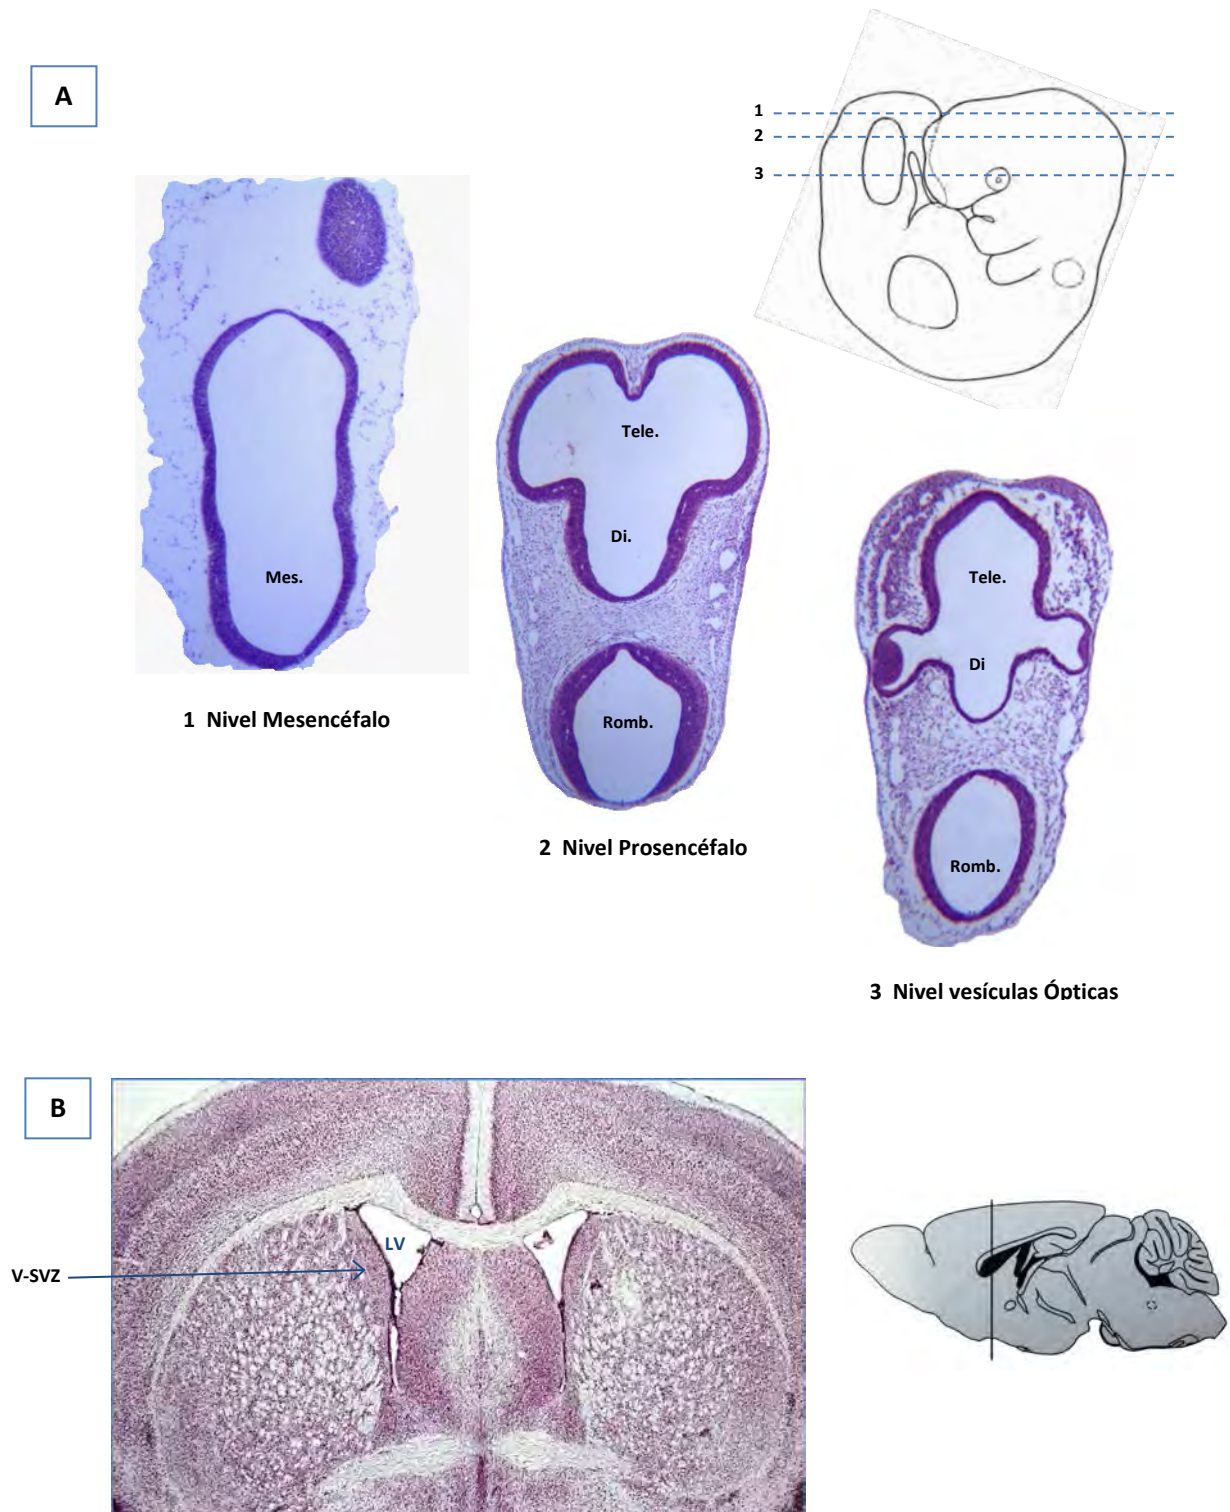 A
1
2
3
Mes.
1 Nivel Mesencéfalo
Tele.
Di.
Romb.
2 Nivel Prosencéfalo
Tele.
Di
Romb.
3 Nivel vesículas Ópticas
B
LV
V-SVZ